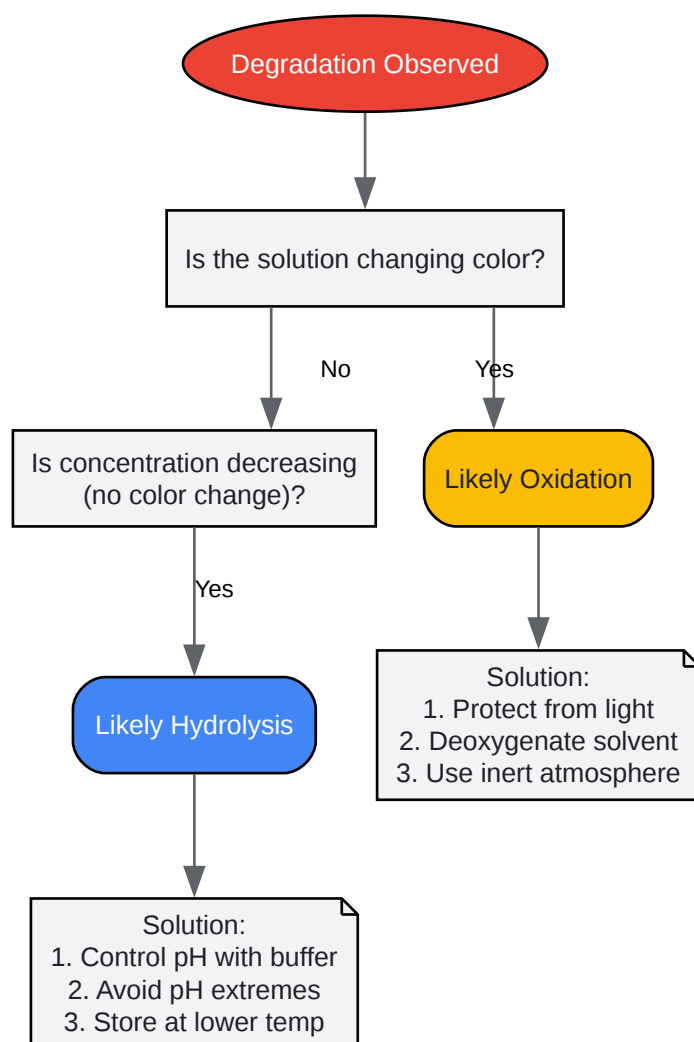 Degradation Observed
Is the solution changing color?
No
Yes
Is concentration decreasing
(no color change)?
Likely Oxidation
Yes
Solution:
1. Protect from light
2. Deoxygenate solvent
3. Use inert atmosphere
Likely Hydrolysis
Solution:
1. Control pH with buffer
2. Avoid pH extremes
3. Store at lower temp